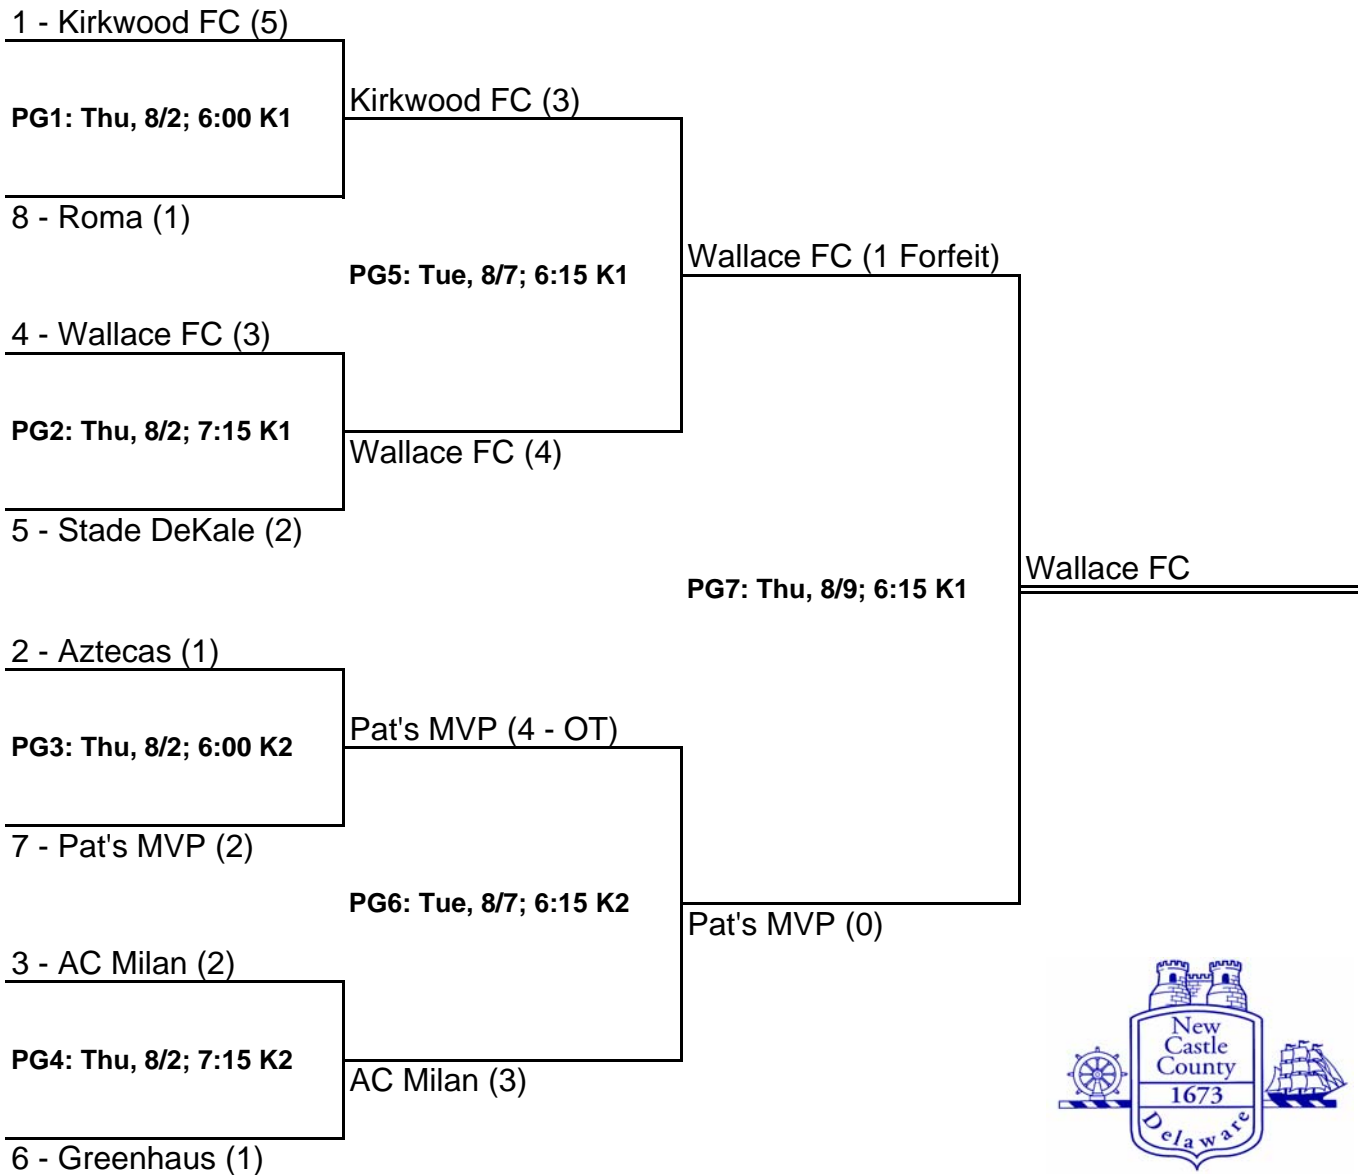 1 - Kirkwood FC (5)
PG1: Thu, 8/2; 6:00 K1
8 - Roma (1)
Kirkwood FC (3)
PG5: Tue, 8/7; 6:15 K1
Wallace FC (4)
4 - Wallace FC (3)
PG2: Thu, 8/2; 7:15 K1
5 - Stade DeKale (2)
Wallace FC (1 Forfeit)
PG7: Thu, 8/9; 6:15 K1
Wallace FC
2 - Aztecas (1)
PG3: Thu, 8/2; 6:00 K2
7 - Pat's MVP (2)
Pat's MVP (4 - OT)
PG6: Tue, 8/7; 6:15 K2
AC Milan (3)
Pat's MVP (0)
3 - AC Milan (2)
PG4: Thu, 8/2; 7:15 K2
6 - Greenhaus (1)
New
Castle
County
1673
Delaware